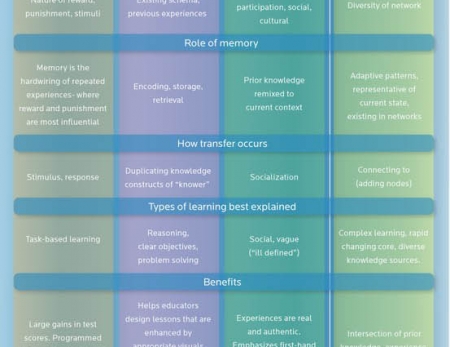 Nature of reward,
punishment, stimuli
Existing schema,
previous experiences
participation, social,
cultural
Diversity of network
Role of memory
Memory is the
hardwiring of repeated
experiences- where
reward and punishment
are most influential
Encoding, storage,
retrieval
Prior knowledge
remixed to
current context
Adaptive patterns,
representative of
current state,
existing in networks
How transfer occurs
Stimulus, response
Duplicating knowledge
constructs of "knower"
Socialization
Connecting to
(adding nodes)
Types of learning best explained
Task-based learning
Reasoning,
clear objectives,
problem solving
Social, vague
("ill defined")
Complex learning, rapid
changing core, diverse
knowledge sources.
Benefits
Large gains in test
scores. Programmed
Helps educators
design lessons that are
enhanced by
appropriate visuals
Experiences are real
and authentic.
Emphasizes first-hand
Intersection of prior
knowledge, experience